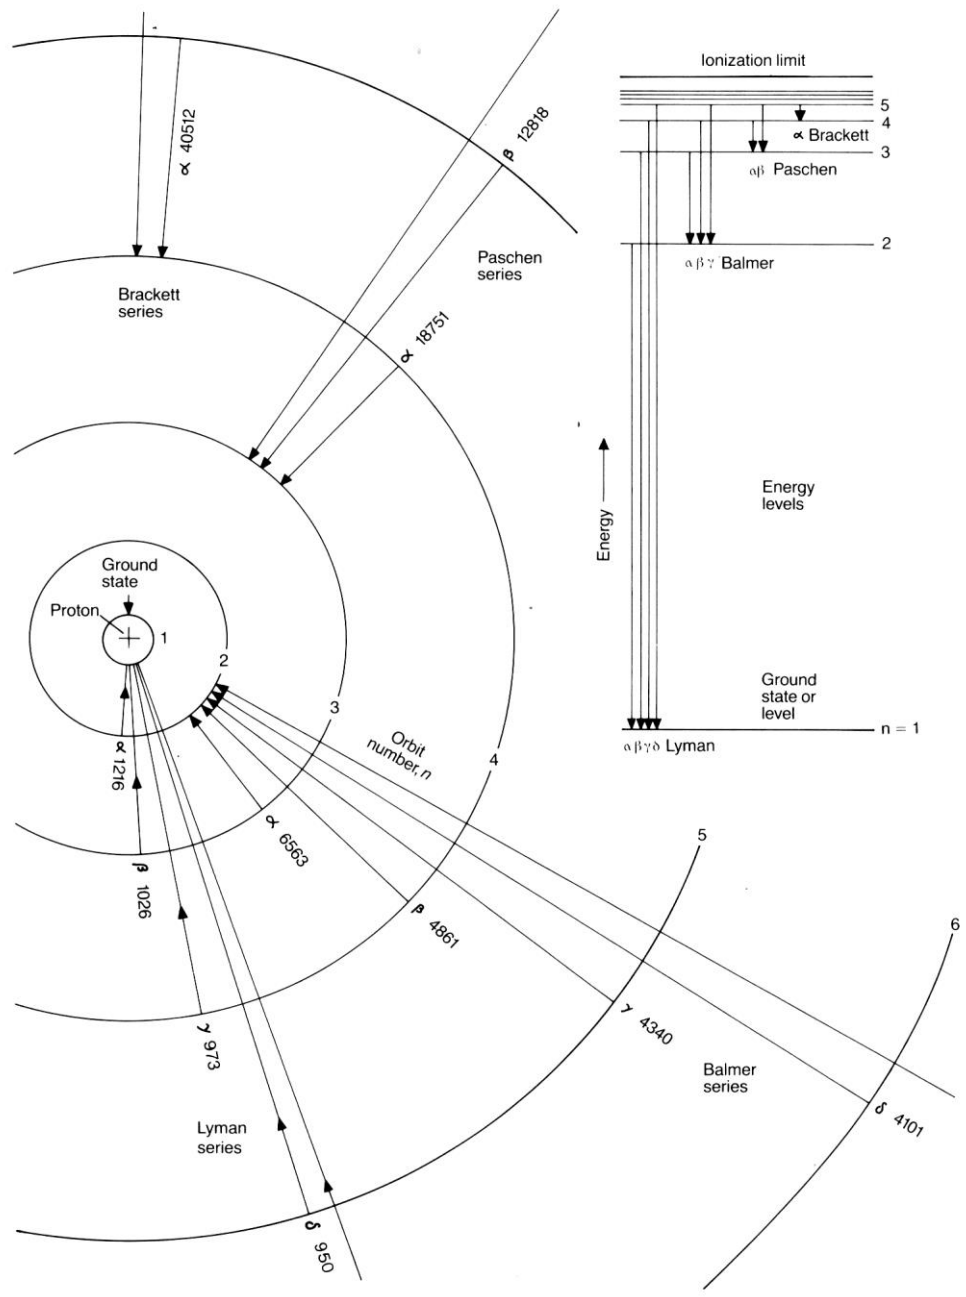 Ionization limit
5
4
α Brackett
3
αβ Paschen
2
αβγ Balmer
Energy
Energy
levels
Ground
state or
level
n = 1
αβγδ Lyman
α 40512
β 12818
Paschen
series
Brackett
series
α 18751
Ground
state
Proton
1
2
3
4
Orbit
number, n
α 1216
β 1026
γ 973
δ 950
α 6563
β 4861
γ 4340
δ 4101
5
6
Balmer
series
Lyman
series